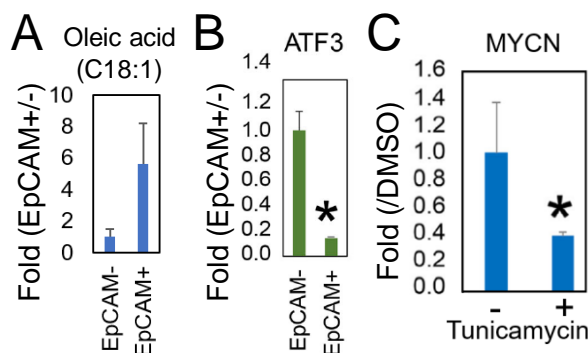 A
Oleic acid
(C18:1)
Fold (EpCAM+/-)
10
8
6
4
2
0
EpCAM-
EpCAM+
B
ATF3
Fold (EpCAM+/-)
1.4
1.2
1.0
0.8
0.6
0.4
0.2
0.0
*
EpCAM-
EpCAM+
C
MYCN
Fold (/DMSO)
1.6
1.4
1.2
1.0
0.8
0.6
0.4
0.2
0.0
*
- +
Tunicamycin